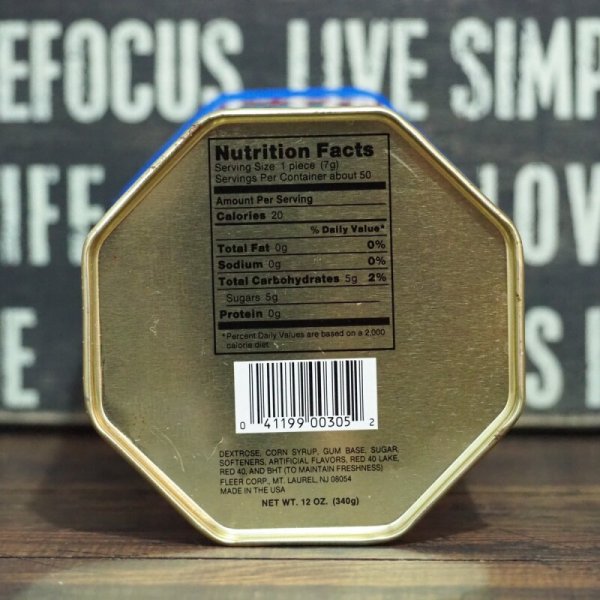 EFOCUS LIVE SIMP
IFE LOV
E S
Nutrition Facts
Serving Size 1 piece (7g)
Servings Per Container about 50
Amount Per Serving
Calories 20
% Daily Value*
Total Fat 0g 0%
Sodium 0g 0%
Total Carbohydrates 5g 2%
Sugars 5g
Protein 0g
*Percent Daily Values are based on a 2,000
calorie diet
0 41199 00305 2
DEXTROSE, CORN SYRUP, GUM BASE, SUGAR,
SOFTENERS, ARTIFICIAL FLAVORS, RED 40 LAKE,
RED 40, AND BHT (TO MAINTAIN FRESHNESS)
FLEER CORP., MT. LAUREL, NJ 08054
MADE IN THE USA
NET WT. 12 OZ. (340g)